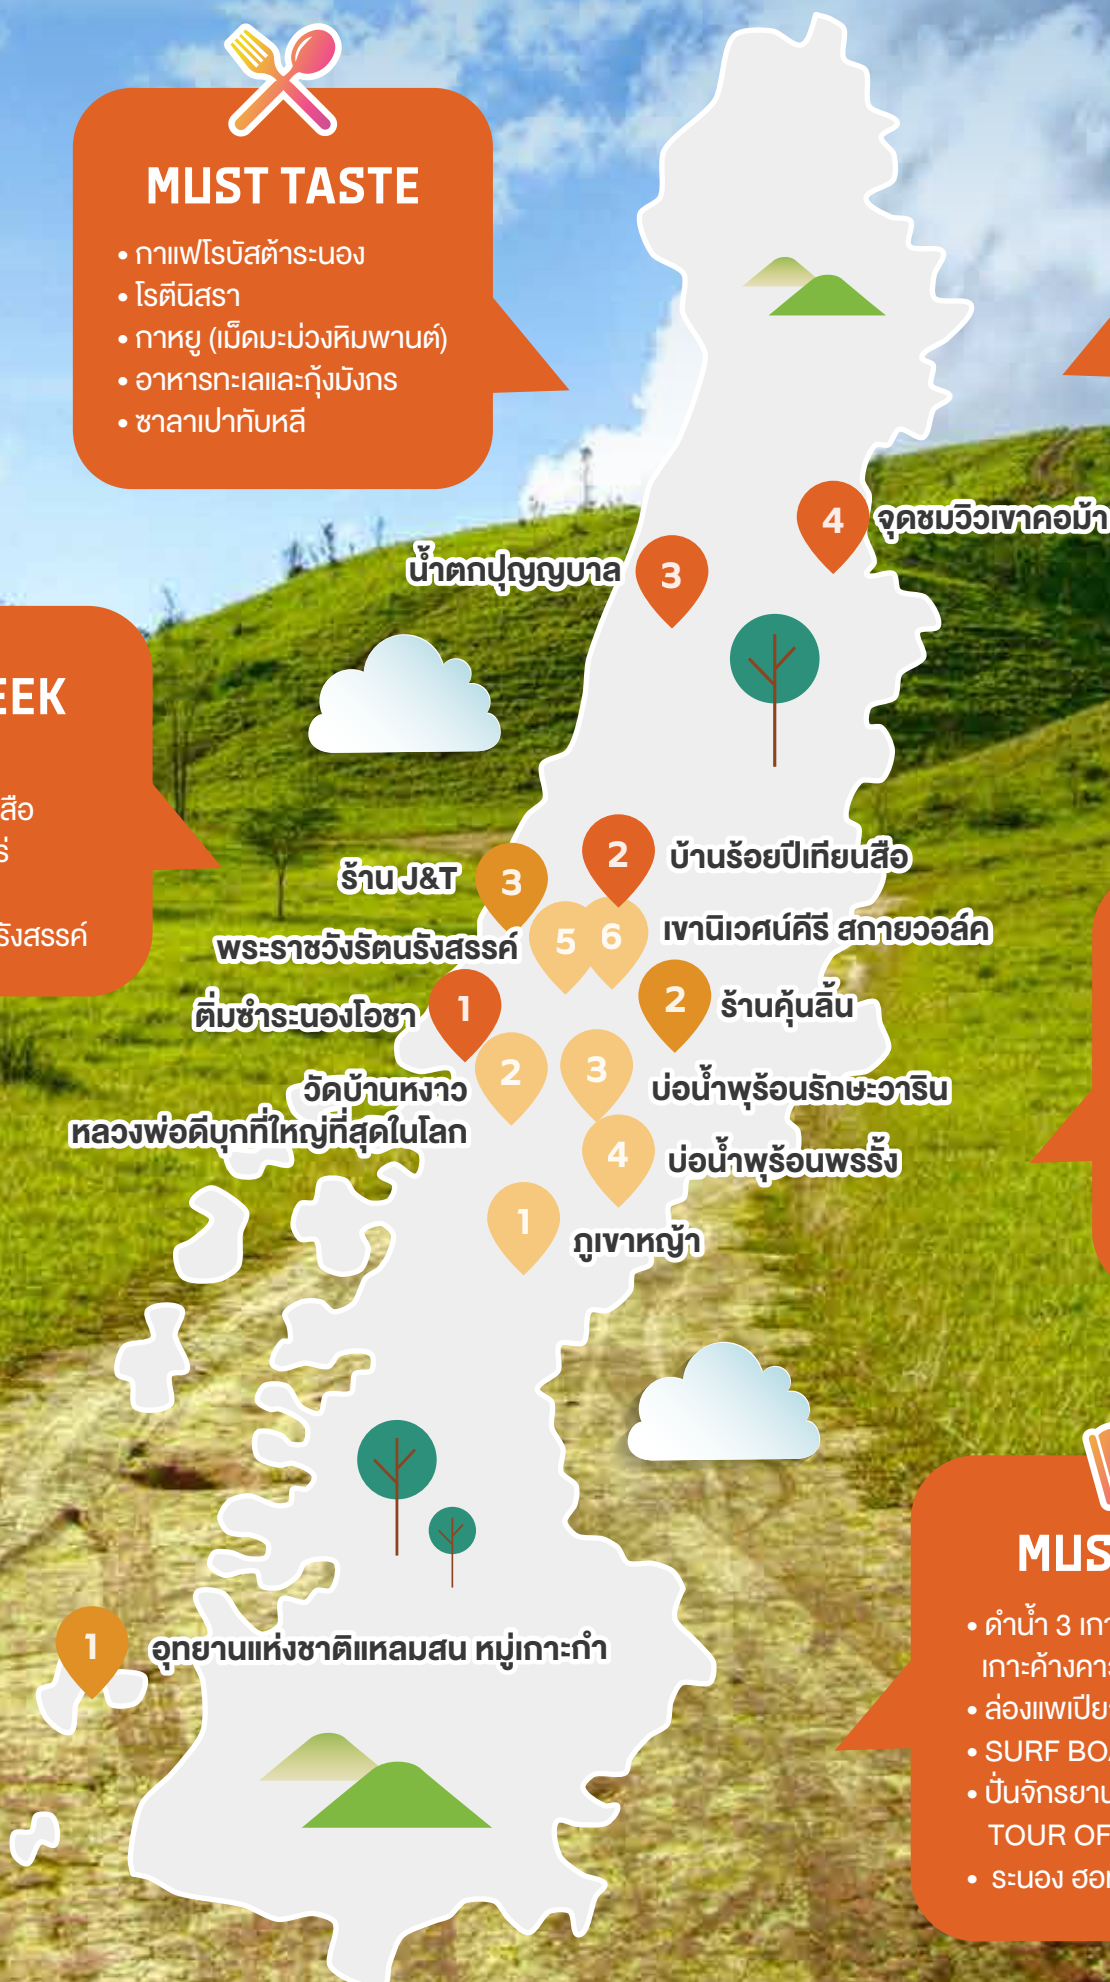 MUST TASTE
• กาแฟโรบัสต้าระนอง
• โรตีนิสรา
• กาหยู (เม็ดมะม่วงหิมพานต์)
• อาหารทะเลและกุ้งมังกร
• ซาลาเปาทับหลี
4 จุดชมวิวเขาคอม้า
น้ำตกปุญญบาล 3
EEK
สือ
ร่
รังสรรค์
2 บ้านร้อยปีเทียนสือ
ร้าน J&T 3
พระราชวังรัตนรังสรรค์ 5
6 เขานิเวศน์คีรี สกายวอล์ค
ติ่มซำระนองโอชา 1
2 ร้านคุ้นลิ้น
วัดบ้านหงาว 2
หลวงพ่อดีบุกที่ใหญ่ที่สุดในโลก
3 บ่อน้ำพุร้อนรักษะวาริน
4 บ่อน้ำพุร้อนพรรั้ง
1 ภูเขาหญ้า
1 อุทยานแห่งชาติแหลมสน หมู่เกาะกำ
MUS
• ดำน้ำ 3 เกา
เกาะค้างคา
• ล่องแพเปีย
• SURF BOA
• ปั่นจักรยาน
TOUR OF
• ระนอง ฮอ